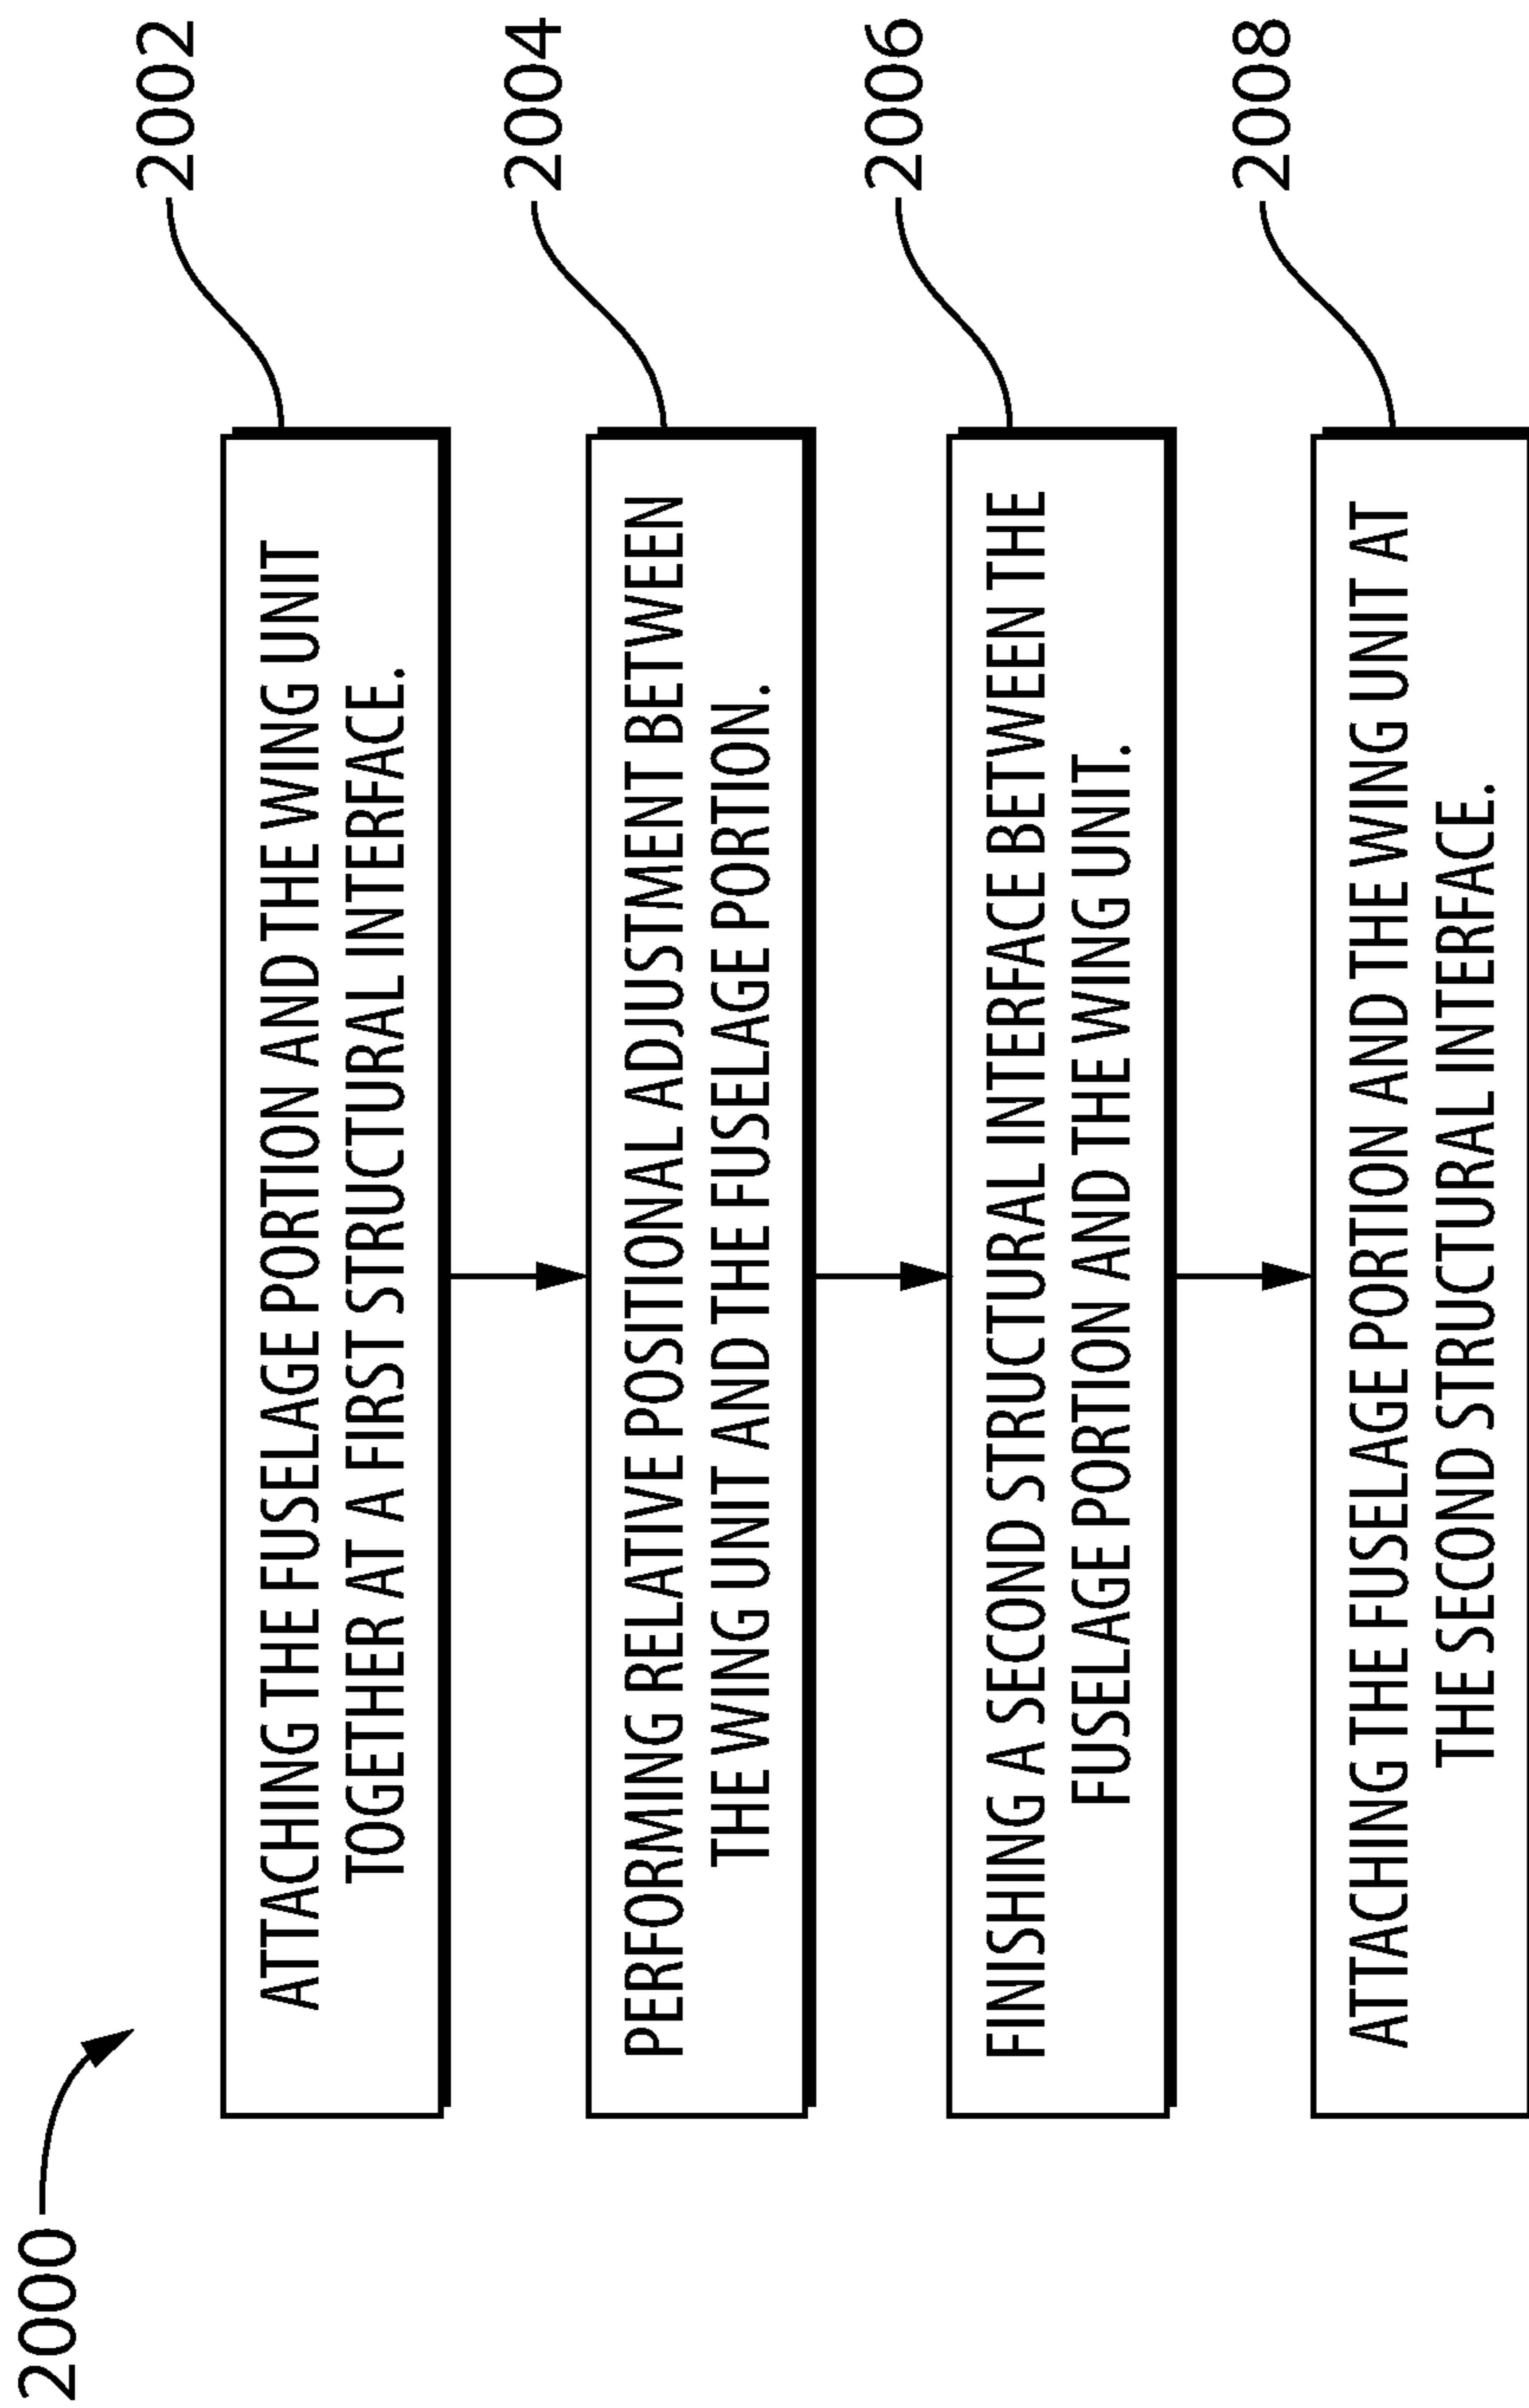 2000
ATTACHING THE FUSELAGE PORTION AND THE WING UNIT
TOGETHER AT A FIRST STRUCTURAL INTERFACE.
2002
PERFORMING RELATIVE POSITIONAL ADJUSTMENT BETWEEN
THE WING UNIT AND THE FUSELAGE PORTION.
2004
FINISHING A SECOND STRUCTURAL INTERFACE BETWEEN THE
FUSELAGE PORTION AND THE WING UNIT.
2006
ATTACHING THE FUSELAGE PORTION AND THE WING UNIT AT
THE SECOND STRUCTURAL INTERFACE.
2008